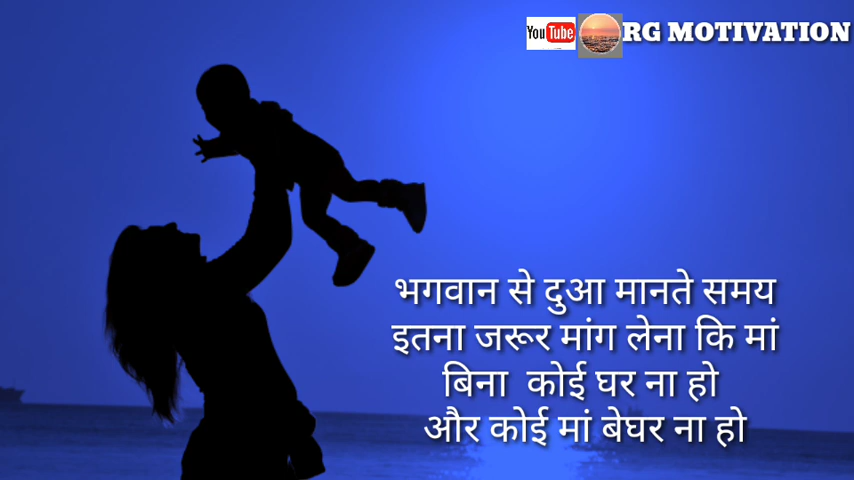 YouTube RG MOTIVATION
भगवान से दुआ मानते समय
इतना जरूर मांग लेना कि मां
बिना कोई घर ना हो
और कोई मां बेघर ना हो